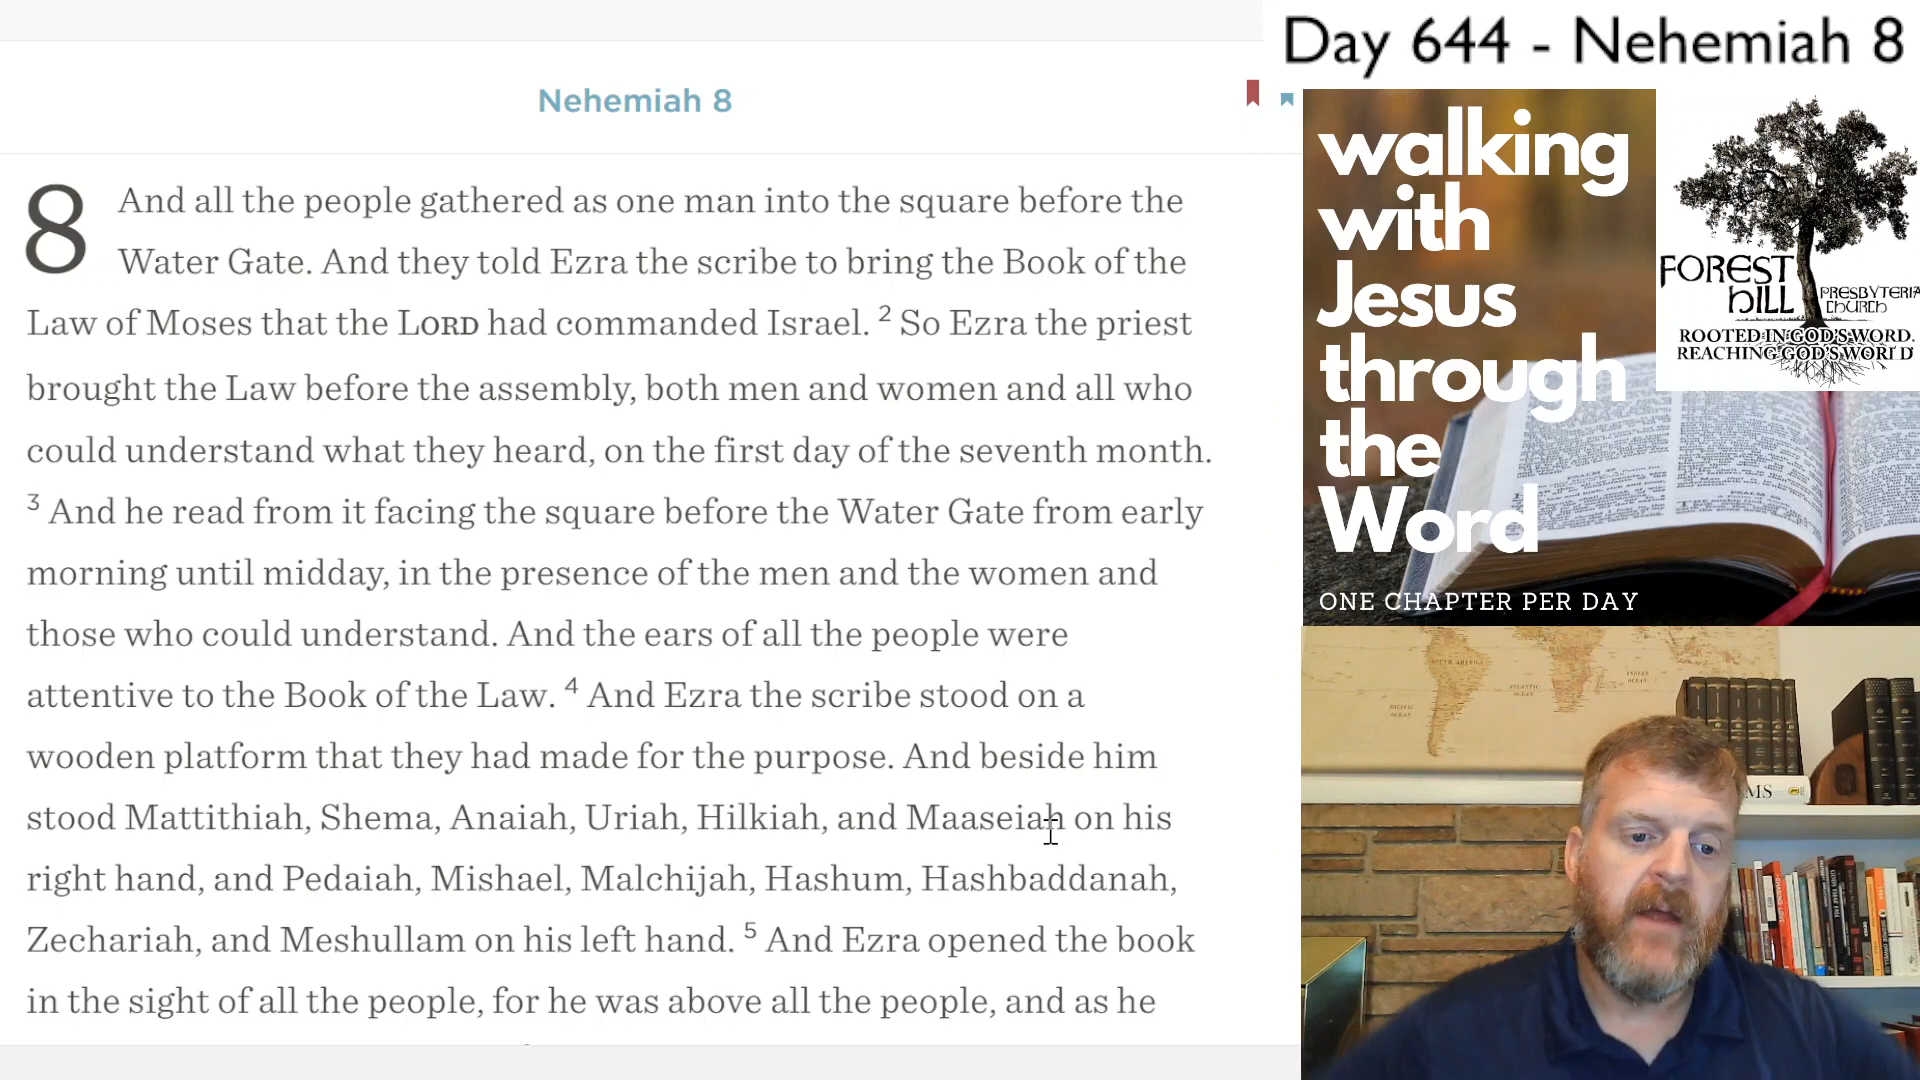 Day 644 - Nehemiah 8
Nehemiah 8
8 And all the people gathered as one man into the square before the
Water Gate. And they told Ezra the scribe to bring the Book of the
Law of Moses that the LORD had commanded Israel. 2 So Ezra the priest
brought the Law before the assembly, both men and women and all who
could understand what they heard, on the first day of the seventh month.
3 And he read from it facing the square before the Water Gate from early
morning until midday, in the presence of the men and the women and
those who could understand. And the ears of all the people were
attentive to the Book of the Law. 4 And Ezra the scribe stood on a
wooden platform that they had made for the purpose. And beside him
stood Mattithiah, Shema, Anaiah, Uriah, Hilkiah, and Maaseiah on his
right hand, and Pedaiah, Mishael, Malchijah, Hashum, Hashbaddanah,
Zechariah, and Meshullam on his left hand. 5 And Ezra opened the book
in the sight of all the people, for he was above all the people, and as he
walking
with
Jesus
through
the
Word
ONE CHAPTER PER DAY
FOREST
hILL
PRESBYTERIA
ChURCh
ROOTED IN GOD'S WORD.
REACHING GOD'S WORLD
SOUTH AMERICA
ATLANTIC
OCEAN
INDIAN
OCEAN
PACIFIC
OCEAN